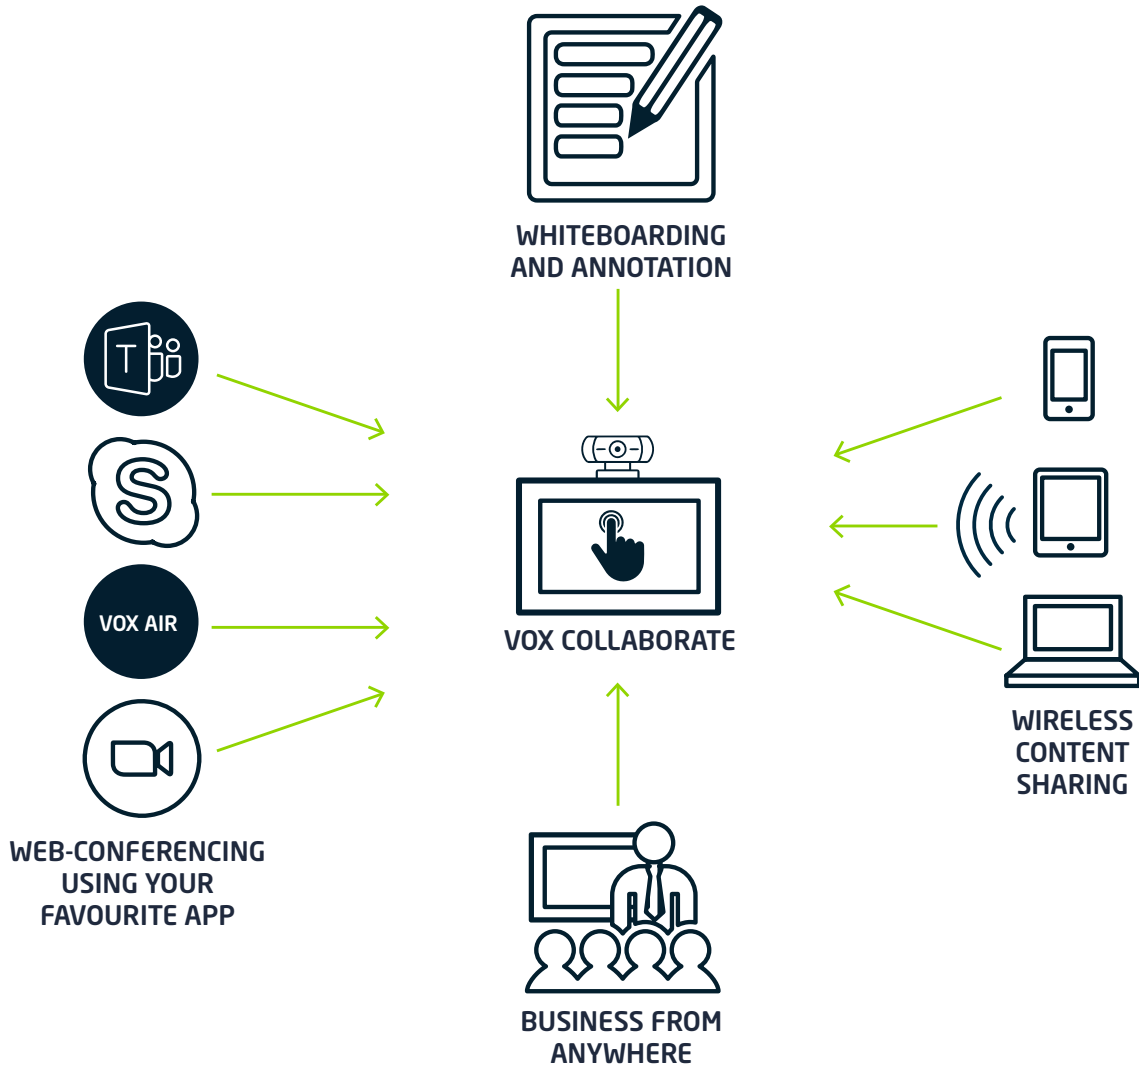 WHITEBOARDING
AND ANNOTATION
T
S
VOX AIR
VOX COLLABORATE
WIRELESS
CONTENT
SHARING
WEB-CONFERENCING
USING YOUR
FAVOURITE APP
BUSINESS FROM
ANYWHERE